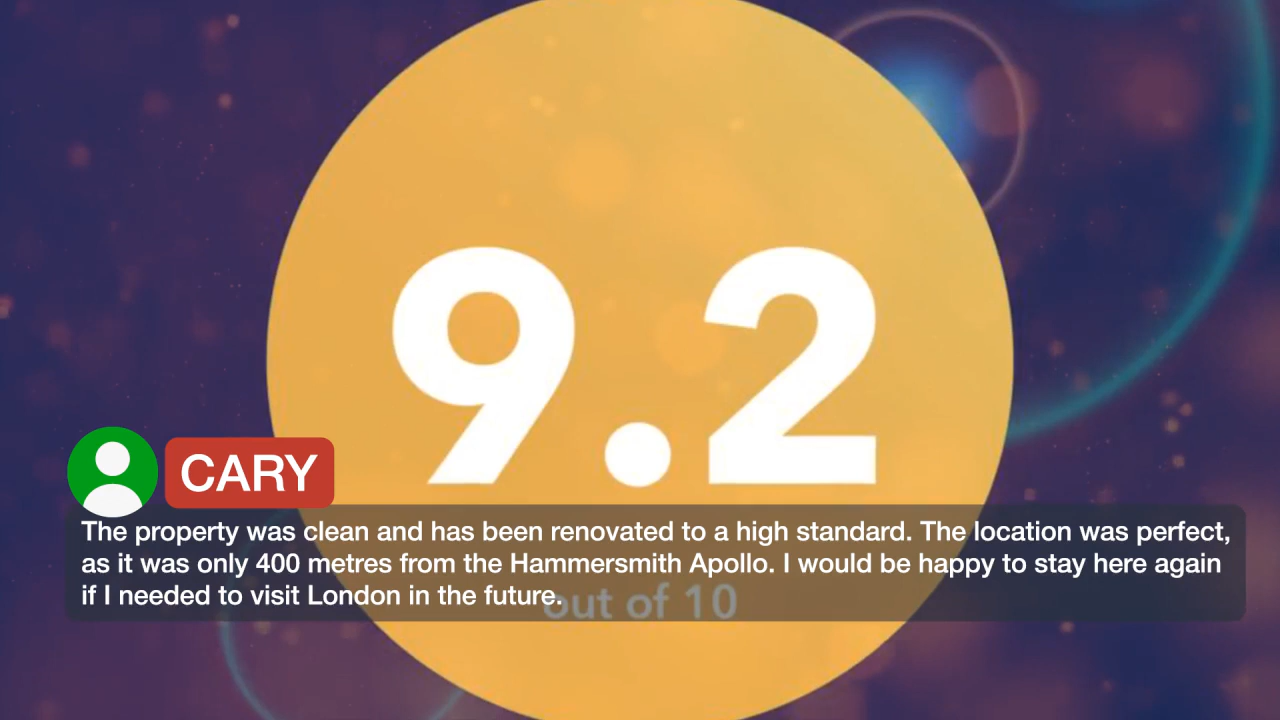 9.2
CARY
The property was clean and has been renovated to a high standard. The location was perfect,
as it was only 400 metres from the Hammersmith Apollo. I would be happy to stay here again
if I needed to visit London in the future.
out of 10